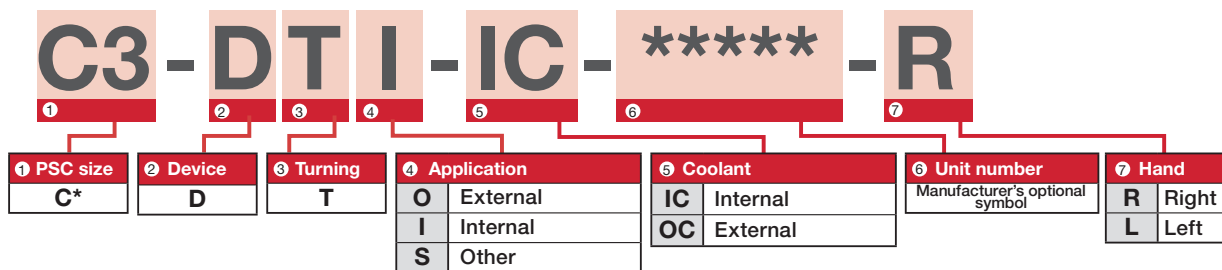 C3 - D T I - IC - ***** - R
① ② ③ ④ ⑤ ⑥ ⑦
① PSC size ② Device ③ Turning ④ Application ⑤ Coolant ⑥ Unit number ⑦ Hand
C* D T O External IC Internal Manufacturer's optional R Right
symbol
I Internal OC External L Left
S Other